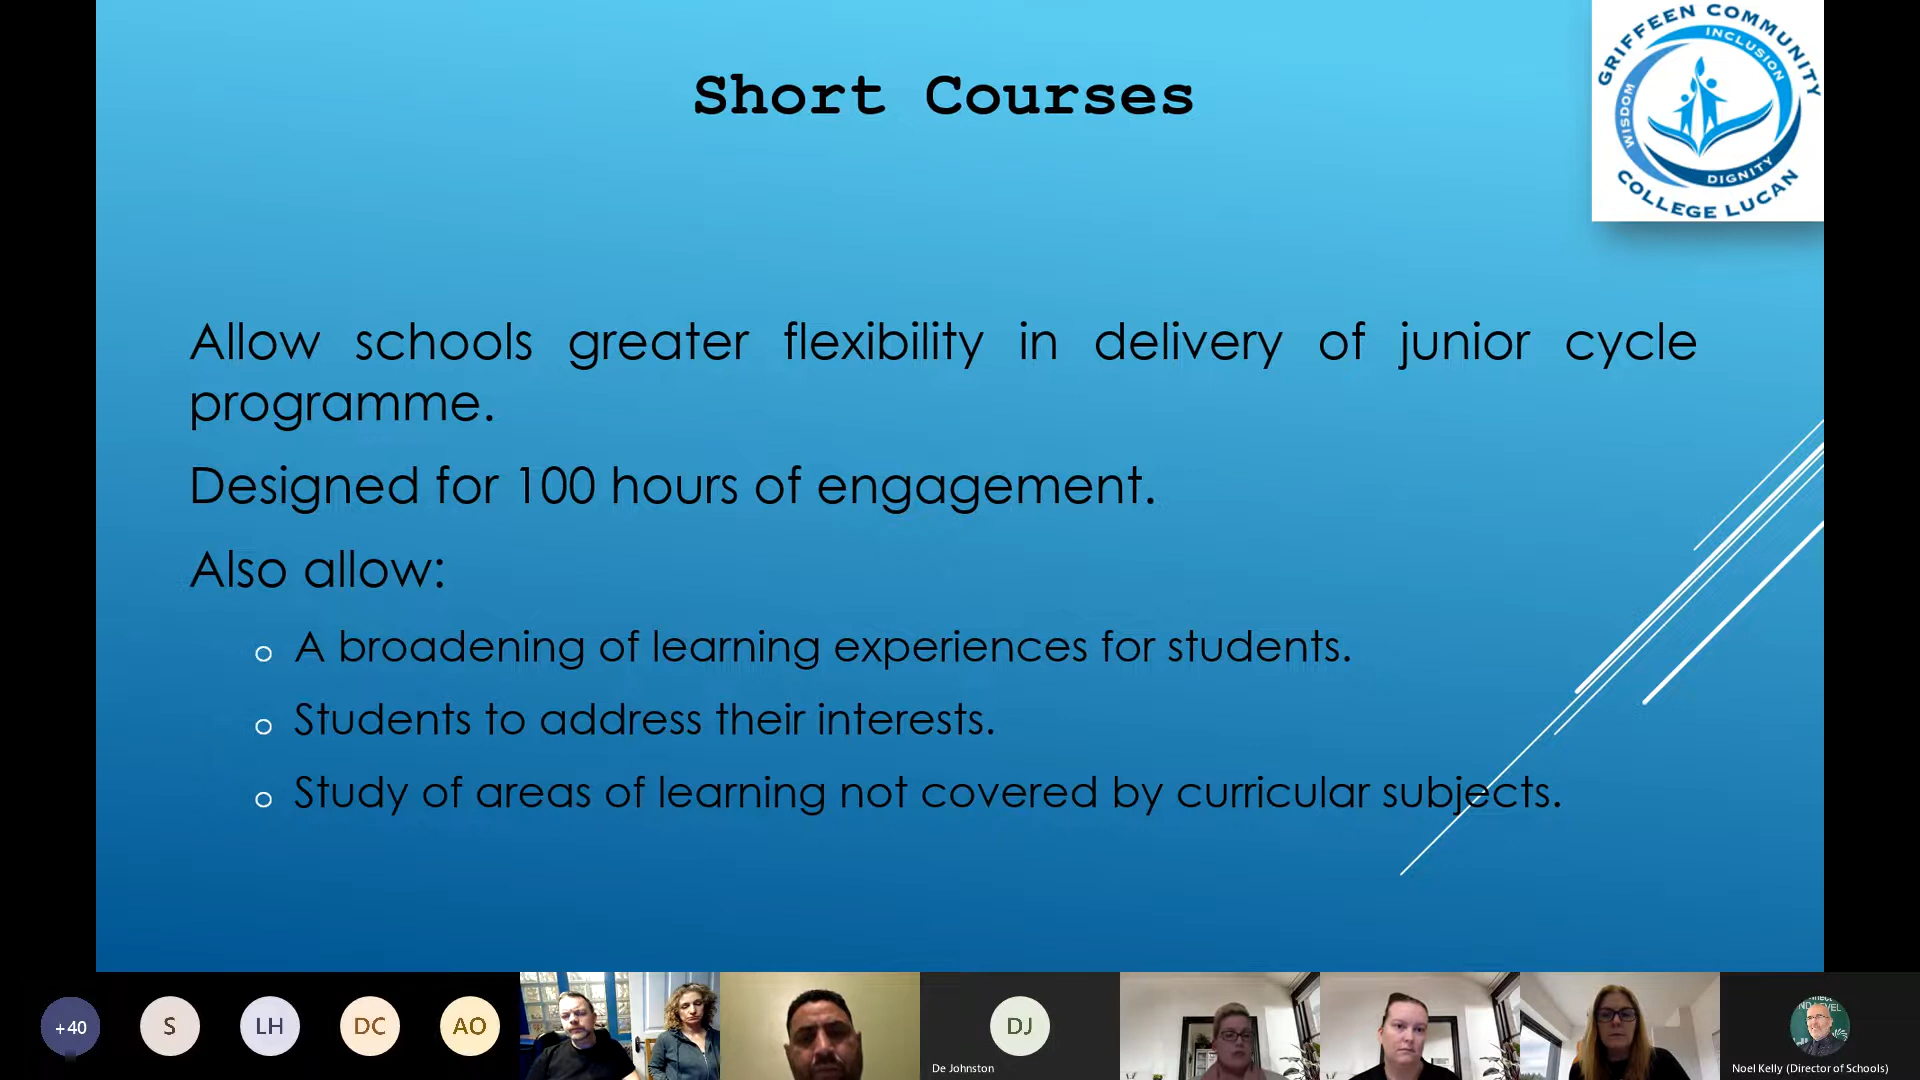 Short Courses
GRIFFEEN COMMUNITY
INCLUSION
WISDOM
DIGNITY
COLLEGE LUCAN
Allow schools greater flexibility in delivery of junior cycle
programme.
Designed for 100 hours of engagement.
Also allow:
o A broadening of learning experiences for students.
o Students to address their interests.
o Study of areas of learning not covered by curricular subjects.
+40
S
LH
DC
AO
DJ
De Johnston
Noel Kelly (Director of Schools)